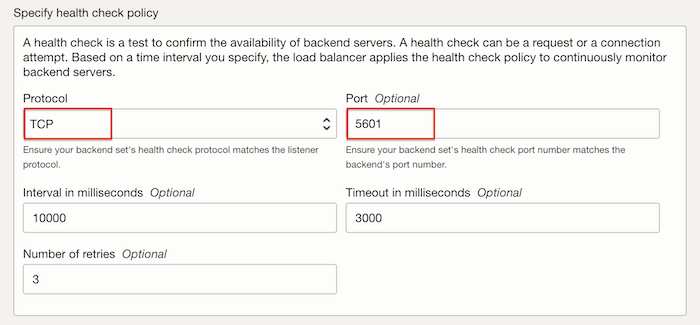 Specify health check policy
A health check is a test to confirm the availability of backend servers. A health check can be a request or a connection
attempt. Based on a time interval you specify, the load balancer applies the health check policy to continuously monitor
backend servers.
Protocol
TCP
Ensure your backend set's health check protocol matches the listener
protocol.
Port Optional
5601
Ensure your backend set's health check port number matches the
backend's port number.
Interval in milliseconds Optional
10000
Timeout in milliseconds Optional
3000
Number of retries Optional
3